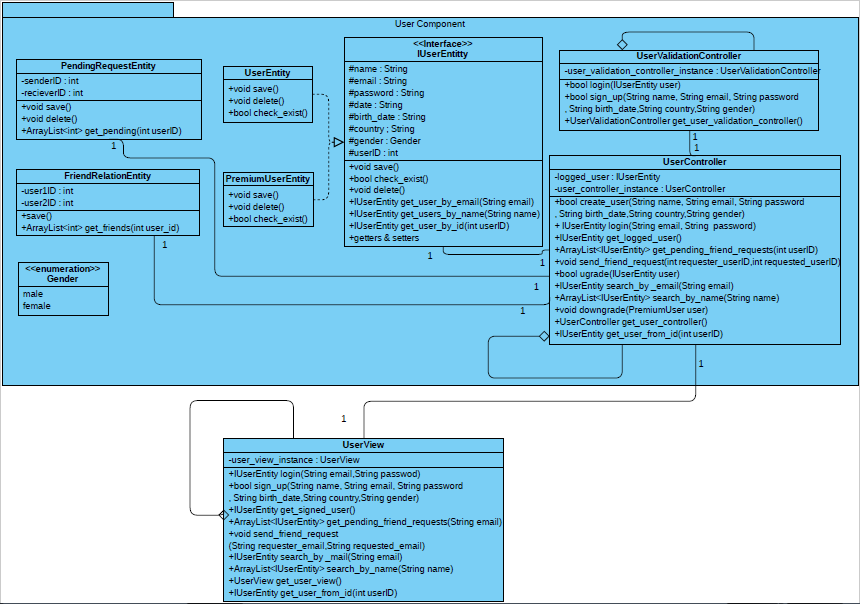 User Component
PendingRequestEntity
-senderID : int
-recieverID : int
+void save()
+void delete()
+ArrayList<int> get_pending(int userID)
1
UserEntity
+void save()
+void delete()
+bool check_exist()
<<Interface>>
IUserEntitty
#name : String
#email : String
#password : String
#date : String
#birth_date : String
#country ; String
#gender : Gender
#userID : int
+void save()
+bool check_exist()
+void delete()
+IUserEntity get_user_by_email(String email)
+IUserEntity get_users_by_name(String name)
+IUserEntity get_user_by_id(int userID)
+getters & setters
1
1
UserValidationController
-user_validation_controller_instance : UserValidationController
+bool login(IUserEntity user)
+bool sign_up(String name, String email, String password
, String birth_date,String country,String gender)
+UserValidationController get_user_validation_controller()
1
1
FriendRelationEntity
-user1ID : int
-user2ID : int
+save()
+ArrayList<int> get_friends(int user_id)
1
PremiumUserEntity
+void save()
+void delete()
+bool check_exist()
<<enumeration>>
Gender
male
female
UserController
-logged_user : IUserEntity
-user_controller_instance : UserController
+bool create_user(String name, String email, String password
, String birth_date,String country,String gender)
+ IUserEntity login(String email, String  password)
+IUserEntity get_logged_user()
+ArrayList<IUserEntity> get_pending_friend_requests(int userID)
+void send_friend_request(int requester_userID,int requested_userID)
+bool ugrade(IUserEntity user)
+IUserEntity search_by _email(String email)
+ArrayList<IUserEntity> search_by_name(String name)
+void downgrade(PremiumUser user)
+UserController get_user_controller()
+IUserEntity get_user_from_id(int userID)
1
1
1
1
UserView
-user_view_instance : UserView
+IUserEntity login(String email,String passwod)
+bool sign_up(String name, String email, String password
, String birth_date,String country,String gender)
+IUserEntity get_signed_user()
+ArrayList<IUserEntity> get_pending_friend_requests(String email)
+void send_friend_request
(String requester_email,String requested_email)
+IUserEntity search_by _mail(String email)
+ArrayList<IUserEntity> search_by_name(String name)
+UserView get_user_view()
+IUserEntity get_user_from_id(int userID)